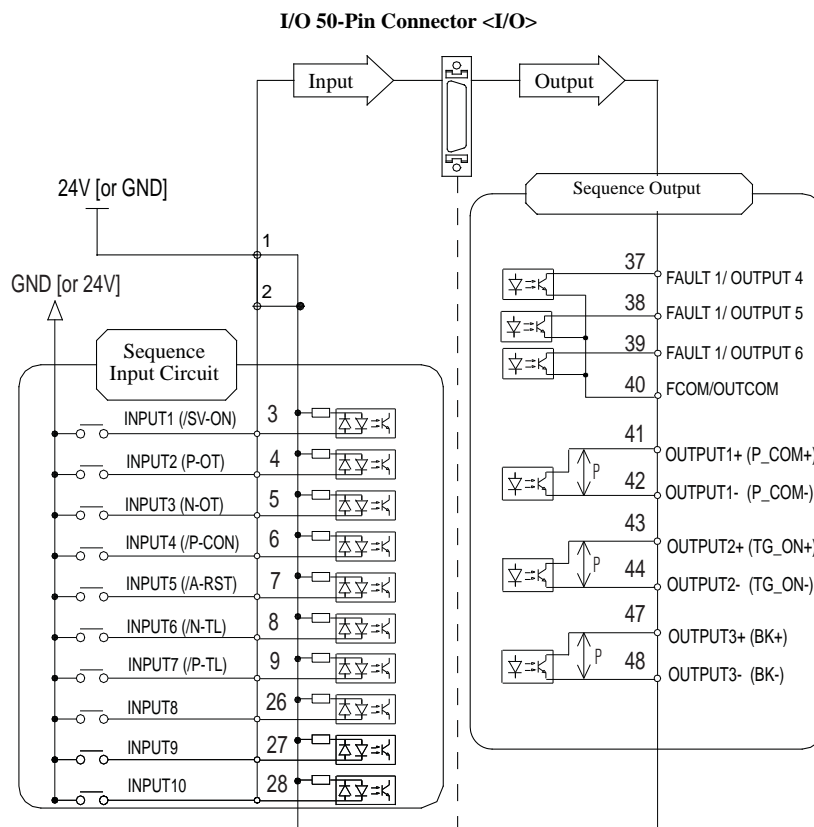 I/O 50-Pin Connector <I/O>
Input
Output
24V [or GND]
1
2
GND [or 24V]
Sequence
Input Circuit
INPUT1 (/SV-ON) 3
INPUT2 (P-OT) 4
INPUT3 (N-OT) 5
INPUT4 (/P-CON) 6
INPUT5 (/A-RST) 7
INPUT6 (/N-TL) 8
INPUT7 (/P-TL) 9
INPUT8 26
INPUT9 27
INPUT10 28
Sequence Output
37 FAULT 1/ OUTPUT 4
38 FAULT 1/ OUTPUT 5
39 FAULT 1/ OUTPUT 6
40 FCOM/OUTCOM
41 OUTPUT1+ (P_COM+)
P
42 OUTPUT1- (P_COM-)
43 OUTPUT2+ (TG_ON+)
P
44 OUTPUT2- (TG_ON-)
47 OUTPUT3+ (BK+)
P
48 OUTPUT3- (BK-)